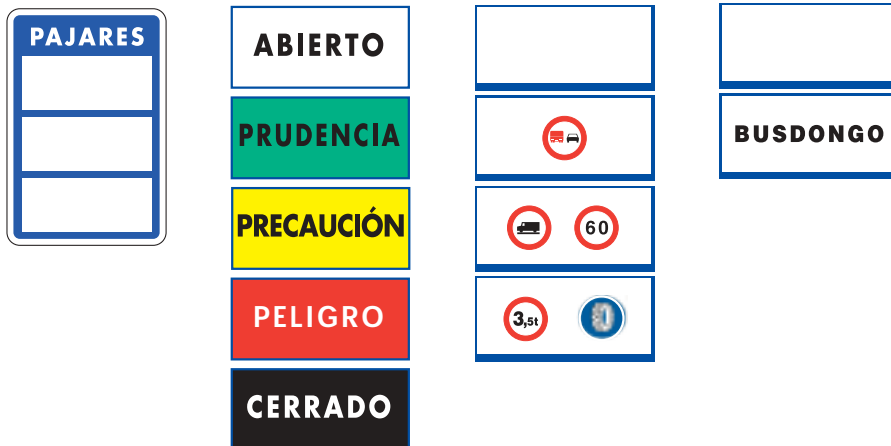 PAJARES
ABIERTO
PRUDENCIA
PRECAUCIÓN
60
PELIGRO
3,5t
CERRADO
BUSDONGO